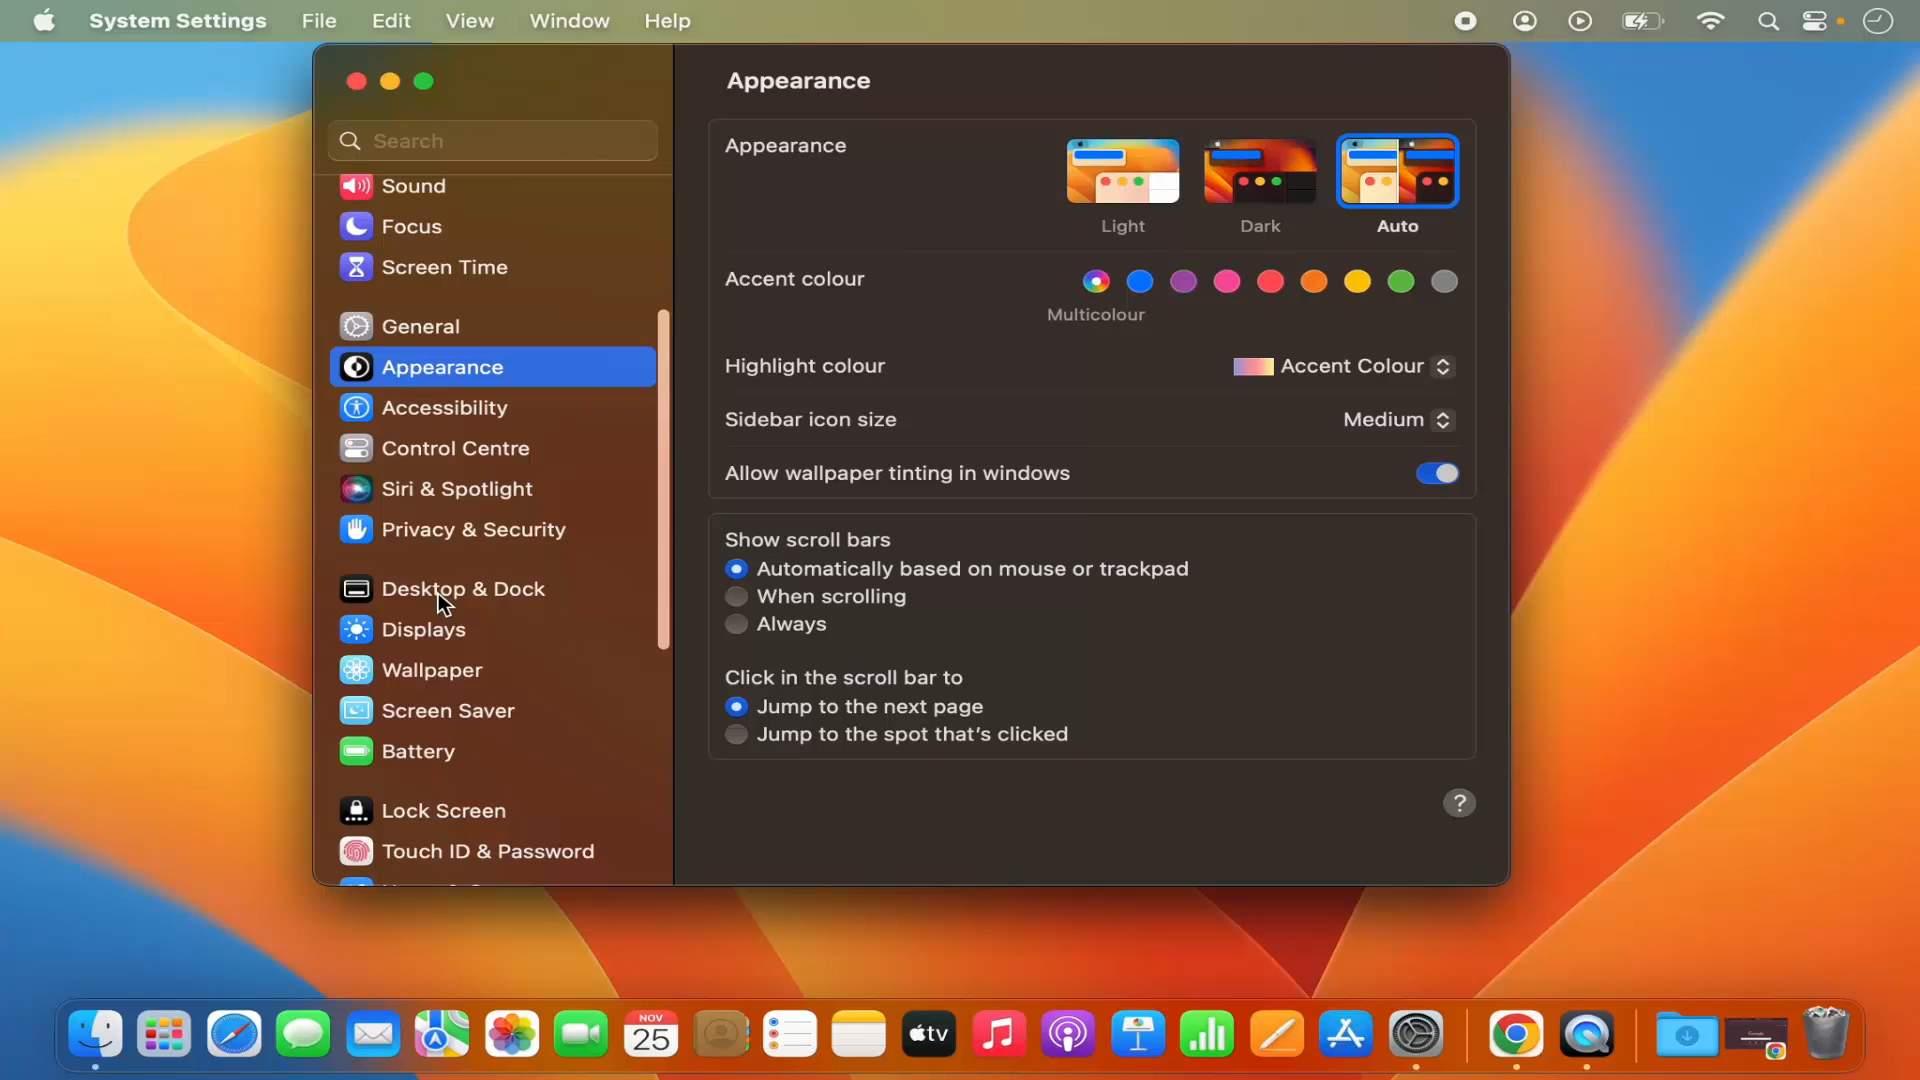 System Settings File Edit View Window Help
Search
Sound
Focus
Screen Time
General
Appearance
Accessibility
Control Centre
Siri & Spotlight
Privacy & Security
Desktop & Dock
Displays
Wallpaper
Screen Saver
Battery
Lock Screen
Touch ID & Password
Appearance
Appearance
Light Dark Auto
Accent colour
Multicolour
Highlight colour Accent Colour
Sidebar icon size Medium
Allow wallpaper tinting in windows
Show scroll bars
Automatically based on mouse or trackpad
When scrolling
Always
Click in the scroll bar to
Jump to the next page
Jump to the spot that's clicked
?
NOV
25
tv